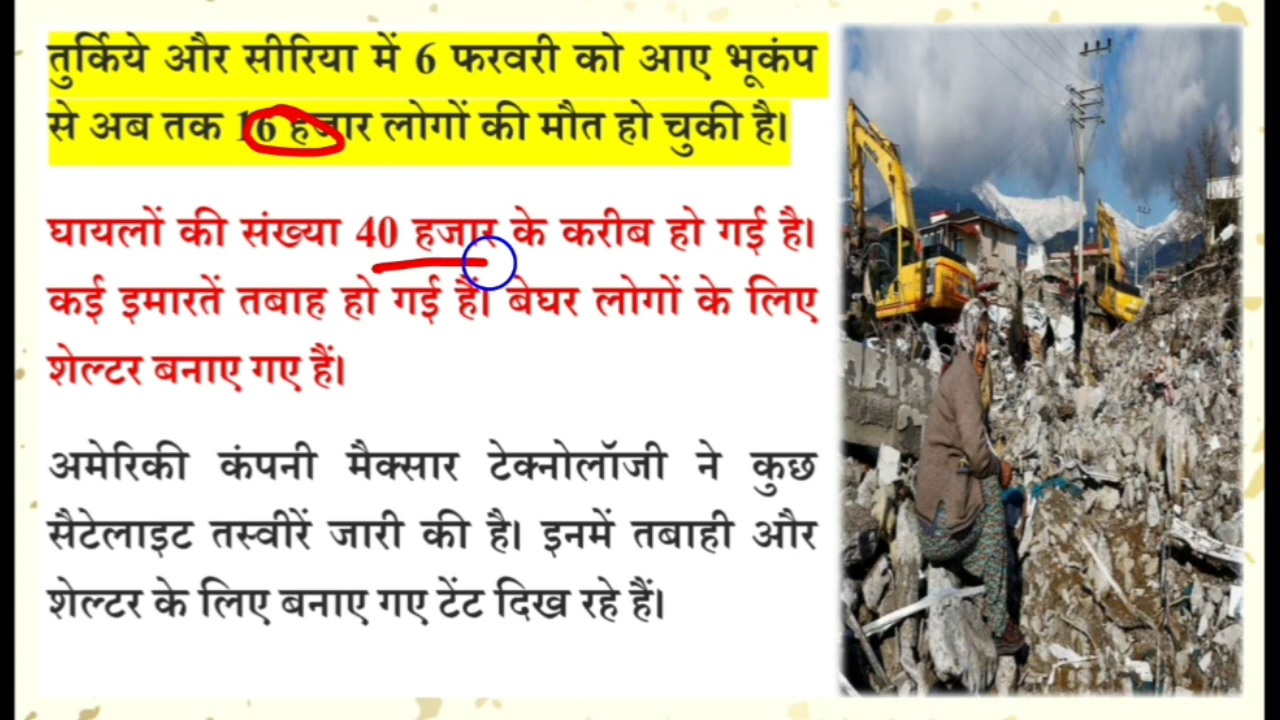 तुर्किये और सीरिया में 6 फरवरी को आए भूकंप
से अब तक 16 हजार लोगों की मौत हो चुकी है।
घायलों की संख्या 40 हजार के करीब हो गई है।
कई इमारतें तबाह हो गई हैं। बेघर लोगों के लिए
शेल्टर बनाए गए हैं।
अमेरिकी कंपनी मैक्सार टेक्नोलॉजी ने कुछ
सैटेलाइट तस्वीरें जारी की है। इनमें तबाही और
शेल्टर के लिए बनाए गए टेंट दिख रहे हैं।